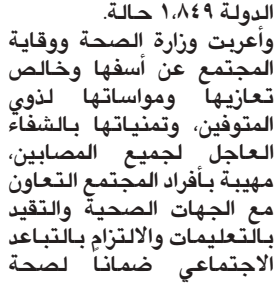 الدولة ١،٨٤٩ حالة.
وأعربت وزارة الصحة ووقاية
المجتمع عن أسفها وخالص
تعازيها ومواساتها لذوي
المتوفين، وتمنياتها بالشفاء
العاجل لجميع المصابين،
مهيبة بأفراد المجتمع التعاون
مع الجهات الصحية والتقيد
بالتعليمات والالتزام بالتباعد
الاجتماعي ضماناً لصحة